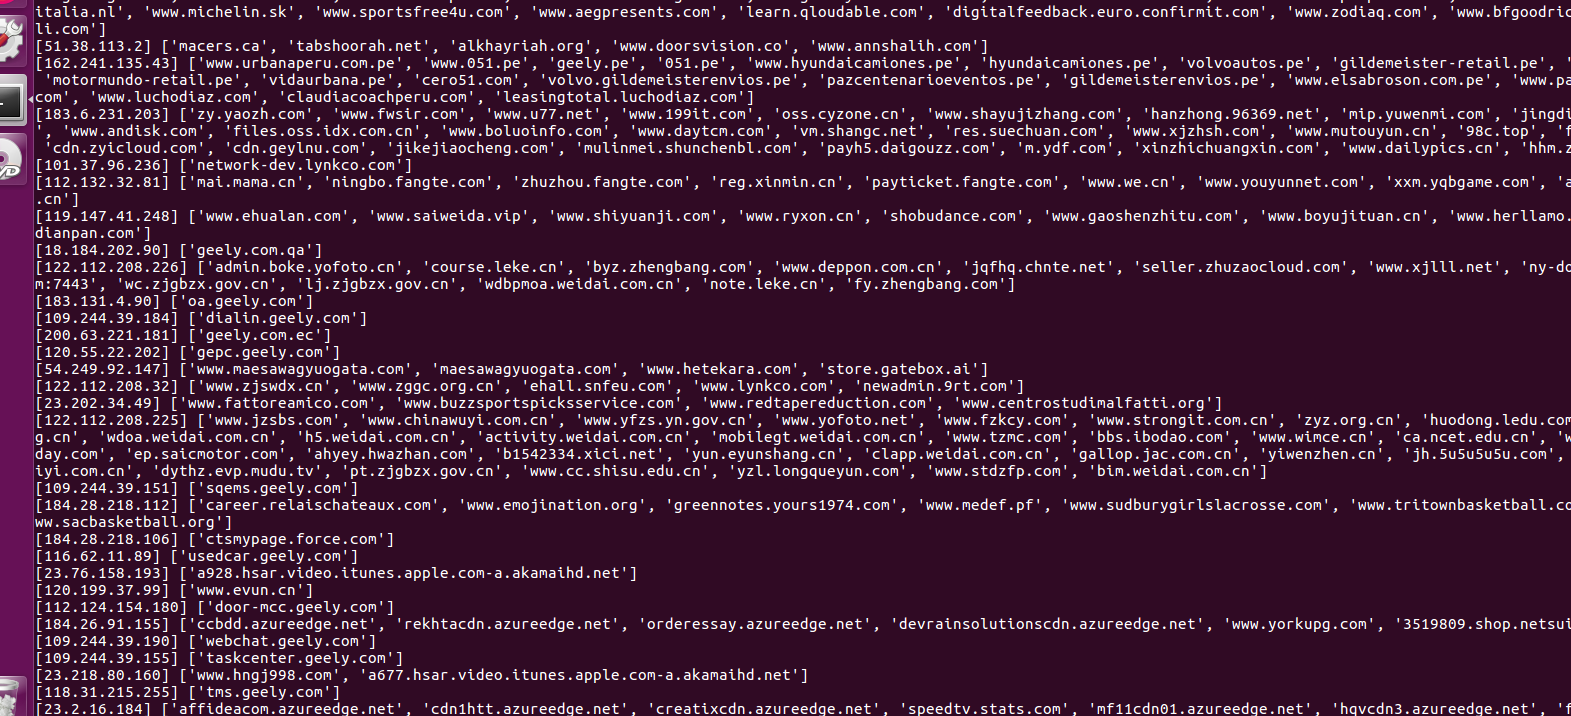 italia.nl', 'www.michelin.sk', 'www.sportsfree4u.com', 'www.aegpresents.com', 'learn.qloudable.com', 'digitalfeedback.euro.confirmit.com', 'www.zodiaq.com', 'www.bfgoodric
li.com']
[51.38.113.2] ['macers.ca', 'tabshoorah.net', 'alkhayriah.org', 'www.doorsvision.co', 'www.annshalih.com']
[162.241.135.43] ['www.urbanaperu.com.pe', 'www.051.pe', 'geely.pe', '051.pe', 'www.hyundaicamiones.pe', 'hyundaicamiones.pe', 'volvoautos.pe', 'gildemeister-retail.pe', '
'motormundo-retail.pe', 'vidaurbana.pe', 'cero51.com', 'volvo.gildemeisterenvios.pe', 'pazcentenarioeventos.pe', 'gildemeisterenvios.pe', 'www.elsabroson.com.pe', 'www.pa
com', 'www.luchodiaz.com', 'claudiacoachperu.com', 'leasingtotal.luchodiaz.com']
[183.6.231.203] ['zy.yaozh.com', 'www.fwsir.com', 'www.u77.net', 'www.199it.com', 'oss.cyzone.cn', 'www.shayujizhang.com', 'hanzhong.96369.net', 'mip.yuwenmi.com', 'jingdi
', 'www.andisk.com', 'files.oss.idx.com.cn', 'www.boluoinfo.com', 'www.daytcm.com', 'vm.shangc.net', 'res.suechuan.com', 'www.xjzhsh.com', 'www.mutouyun.cn', '98c.top', 'f
'cdn.zyicloud.com', 'cdn.geylnu.com', 'jikejiaocheng.com', 'mulinmei.shunchenbl.com', 'payh5.daigouzz.com', 'm.ydf.com', 'xinzhichuangxin.com', 'www.dailypics.cn', 'hhm.z
[101.37.96.236] ['network-dev.lynkco.com']
[112.132.32.81] ['mai.mama.cn', 'ningbo.fangte.com', 'zhuzhou.fangte.com', 'reg.xinmin.cn', 'payticket.fangte.com', 'www.we.cn', 'www.youyunnet.com', 'xxm.yqbgame.com', 'a
.cn']
[119.147.41.248] ['www.ehualan.com', 'www.saiweida.vip', 'www.shiyuanji.com', 'www.ryxon.cn', 'shobudance.com', 'www.gaoshenzhitu.com', 'www.boyujituan.cn', 'www.herllamo.
dianpan.com']
[18.184.202.90] ['geely.com.qa']
[122.112.208.226] ['admin.boke.yofoto.cn', 'course.leke.cn', 'byz.zhengbang.com', 'www.deppon.com.cn', 'jqfhq.chnte.net', 'seller.zhuzaocloud.com', 'www.xjlll.net', 'ny-do
m:7443', 'wc.zjgbzx.gov.cn', 'lj.zjgbzx.gov.cn', 'wdbpmoa.weidai.com.cn', 'note.leke.cn', 'fy.zhengbang.com']
[183.131.4.90] ['oa.geely.com']
[109.244.39.184] ['dialin.geely.com']
[200.63.221.181] ['geely.com.ec']
[120.55.22.202] ['gepc.geely.com']
[54.249.92.147] ['www.maesawagyuogata.com', 'maesawagyuogata.com', 'www.hetekara.com', 'store.gatebox.ai']
[122.112.208.32] ['www.zjswdx.cn', 'www.zggc.org.cn', 'ehall.snfeu.com', 'www.lynkco.com', 'newadmin.9rt.com']
[23.202.34.49] ['www.fattoreamico.com', 'www.buzzsportspicksservice.com', 'www.redtapereduction.com', 'www.centrostudimalfatti.org']
[122.112.208.225] ['www.jzsbs.com', 'www.chinawuyi.com.cn', 'www.yfzs.yn.gov.cn', 'www.yofoto.net', 'www.fzkcy.com', 'www.strongit.com.cn', 'zyz.org.cn', 'huodong.ledu.com
g.cn', 'wdoa.weidai.com.cn', 'h5.weidai.com.cn', 'activity.weidai.com.cn', 'mobilegt.weidai.com.cn', 'www.tzmc.com', 'bbs.ibodao.com', 'www.wimce.cn', 'ca.ncet.edu.cn', 'w
day.com', 'ep.saicmotor.com', 'ahyey.hwazhan.com', 'b1542334.xici.net', 'yun.eyunshang.cn', 'clapp.weidai.com.cn', 'gallop.jac.com.cn', 'yiwenzhen.cn', 'jh.5u5u5u5u.com',
iyi.com.cn', 'dythz.evp.mudu.tv', 'pt.zjgbzx.gov.cn', 'www.cc.shisu.edu.cn', 'yzl.longqueyun.com', 'www.stdzfp.com', 'bim.weidai.com.cn']
[109.244.39.151] ['sqems.geely.com']
[184.28.218.112] ['career.relaischateaux.com', 'www.emojination.org', 'greennotes.yours1974.com', 'www.medef.pf', 'www.sudburygirlslacrosse.com', 'www.tritownbasketball.co
ww.sacbasketball.org']
[184.28.218.106] ['ctsmypage.force.com']
[116.62.11.89] ['usedcar.geely.com']
[23.76.158.193] ['a928.hsar.video.itunes.apple.com-a.akamaihd.net']
[120.199.37.99] ['www.evun.cn']
[112.124.154.180] ['door-mcc.geely.com']
[184.26.91.155] ['ccbdd.azureedge.net', 'rekhtacdn.azureedge.net', 'orderessay.azureedge.net', 'devrainsolutionscdn.azureedge.net', 'www.yorkupg.com', '3519809.shop.netsui
[109.244.39.190] ['webchat.geely.com']
[109.244.39.155] ['taskcenter.geely.com']
[23.218.80.160] ['www.hngj998.com', 'a677.hsar.video.itunes.apple.com-a.akamaihd.net']
[118.31.215.255] ['tms.geely.com']
[23.2.16.184] ['affideacom.azureedge.net', 'cdn1htt.azureedge.net', 'creatixcdn.azureedge.net', 'speedtv.stats.com', 'mf11cdn01.azureedge.net', 'hqvcdn3.azureedge.net', 'f